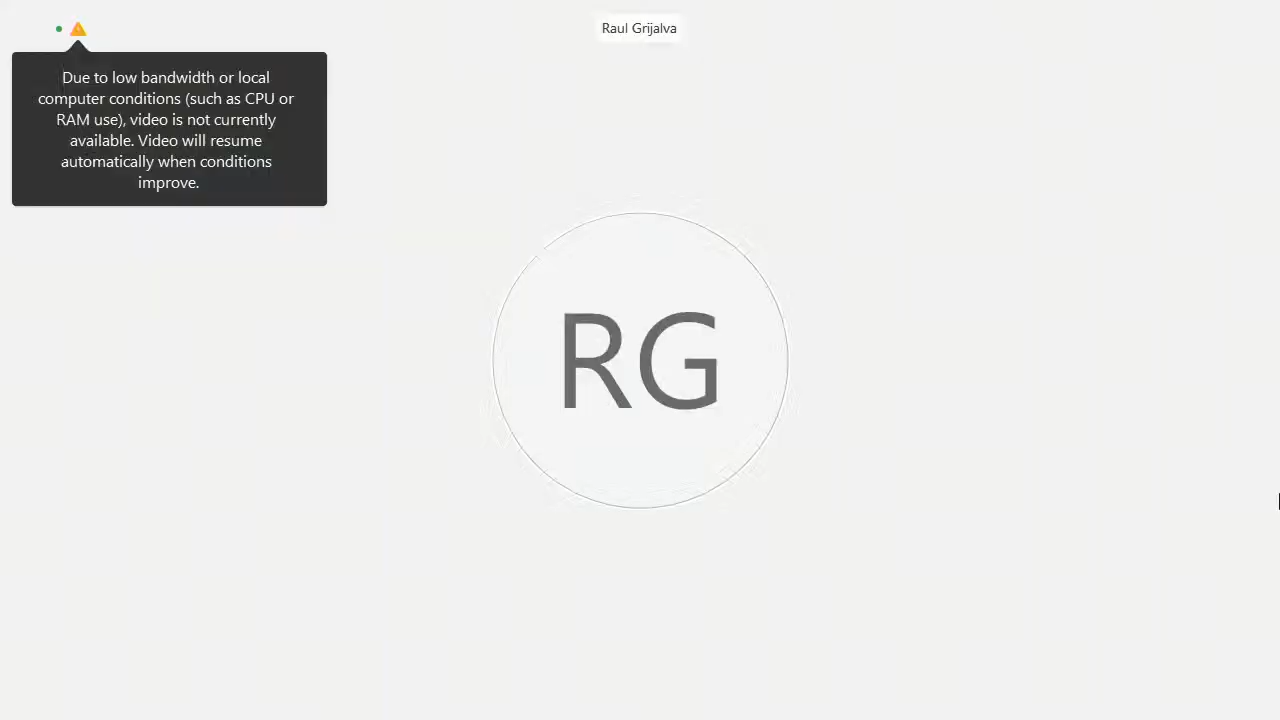 Raul Grijalva
Due to low bandwidth or local
computer conditions (such as CPU or
RAM use), video is not currently
available. Video will resume
automatically when conditions
improve.
RG